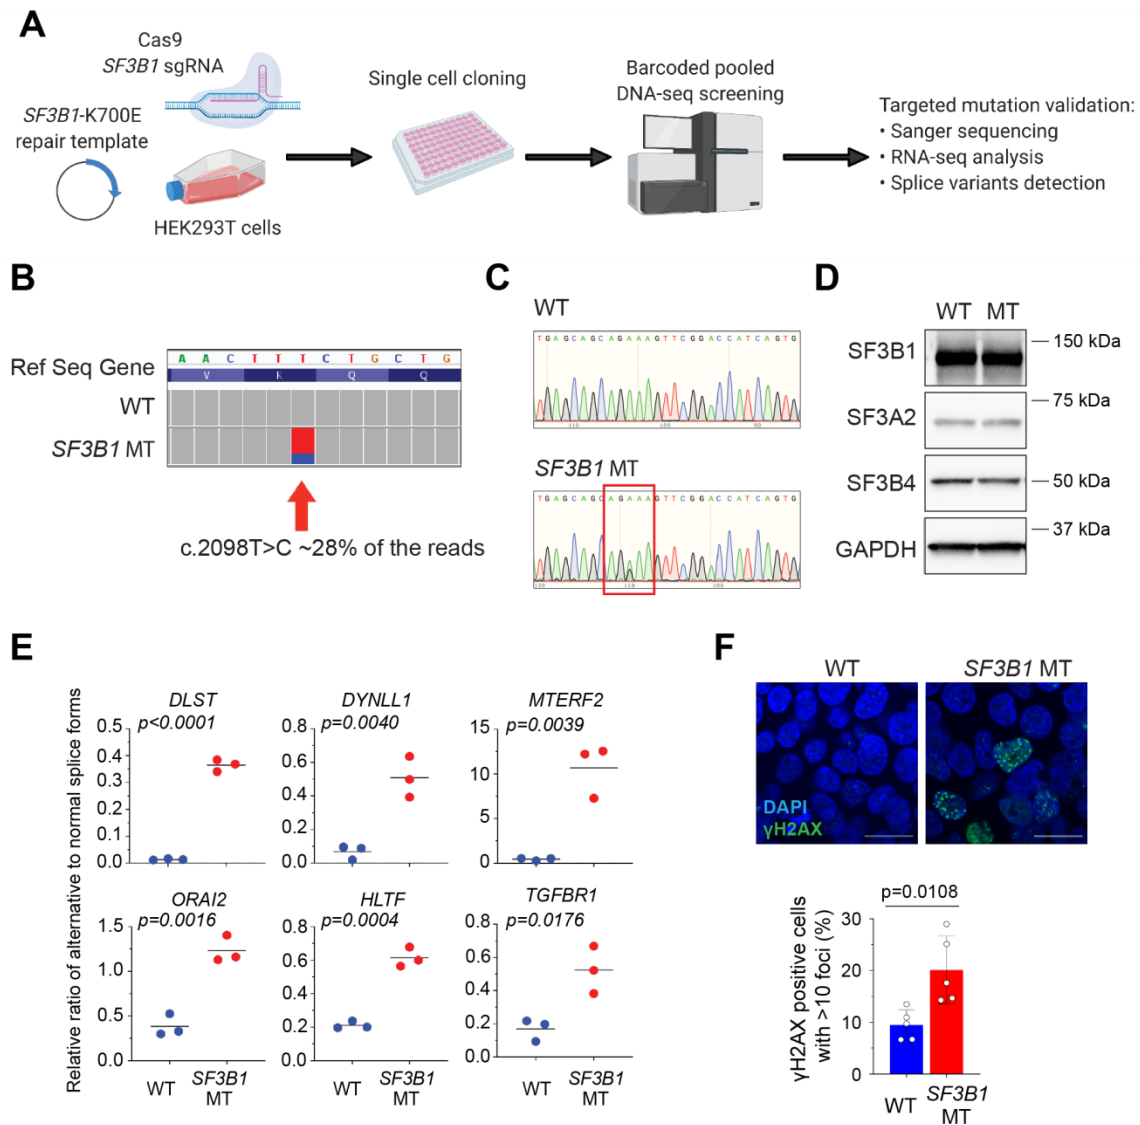 A
Cas9
SF3B1 sgRNA
SF3B1-K700E
repair template
HEK293T cells
Single cell cloning
Barcoded pooled
DNA-seq screening
Targeted mutation validation:
• Sanger sequencing
• RNA-seq analysis
• Splice variants detection
B
Ref Seq Gene
A A C T T T C T G C T G
V K Q Q
WT
SF3B1 MT
c.2098T>C ~28% of the reads
C
WT
TGAGCAGCAGAAAGTTCGGACCATCAGTG
110 100 90
SF3B1 MT
TGAGCAGCAGAAAGTTCGGACCATCAGTG
120 110 100
D
WT MT
SF3B1
150 kDa
SF3A2
75 kDa
SF3B4
50 kDa
GAPDH
37 kDa
E
Relative ratio of alternative to normal splice forms
DLST
p<0.0001
0.5
0.4
0.3
0.2
0.1
0.0
DYNLL1
p=0.0040
0.8
0.6
0.4
0.2
0.0
MTERF2
p=0.0039
15
10
5
0
ORAI2
p=0.0016
1.5
1.0
0.5
0.0
WT
SF3B1
MT
HLTF
p=0.0004
0.8
0.6
0.4
0.2
0.0
WT
SF3B1
MT
TGFBR1
p=0.0176
0.8
0.6
0.4
0.2
0.0
WT
SF3B1
MT
F
WT
SF3B1 MT
DAPI
γH2AX
γH2AX positive cells
with >10 foci (%)
p=0.0108
30
20
10
0
WT
SF3B1
MT